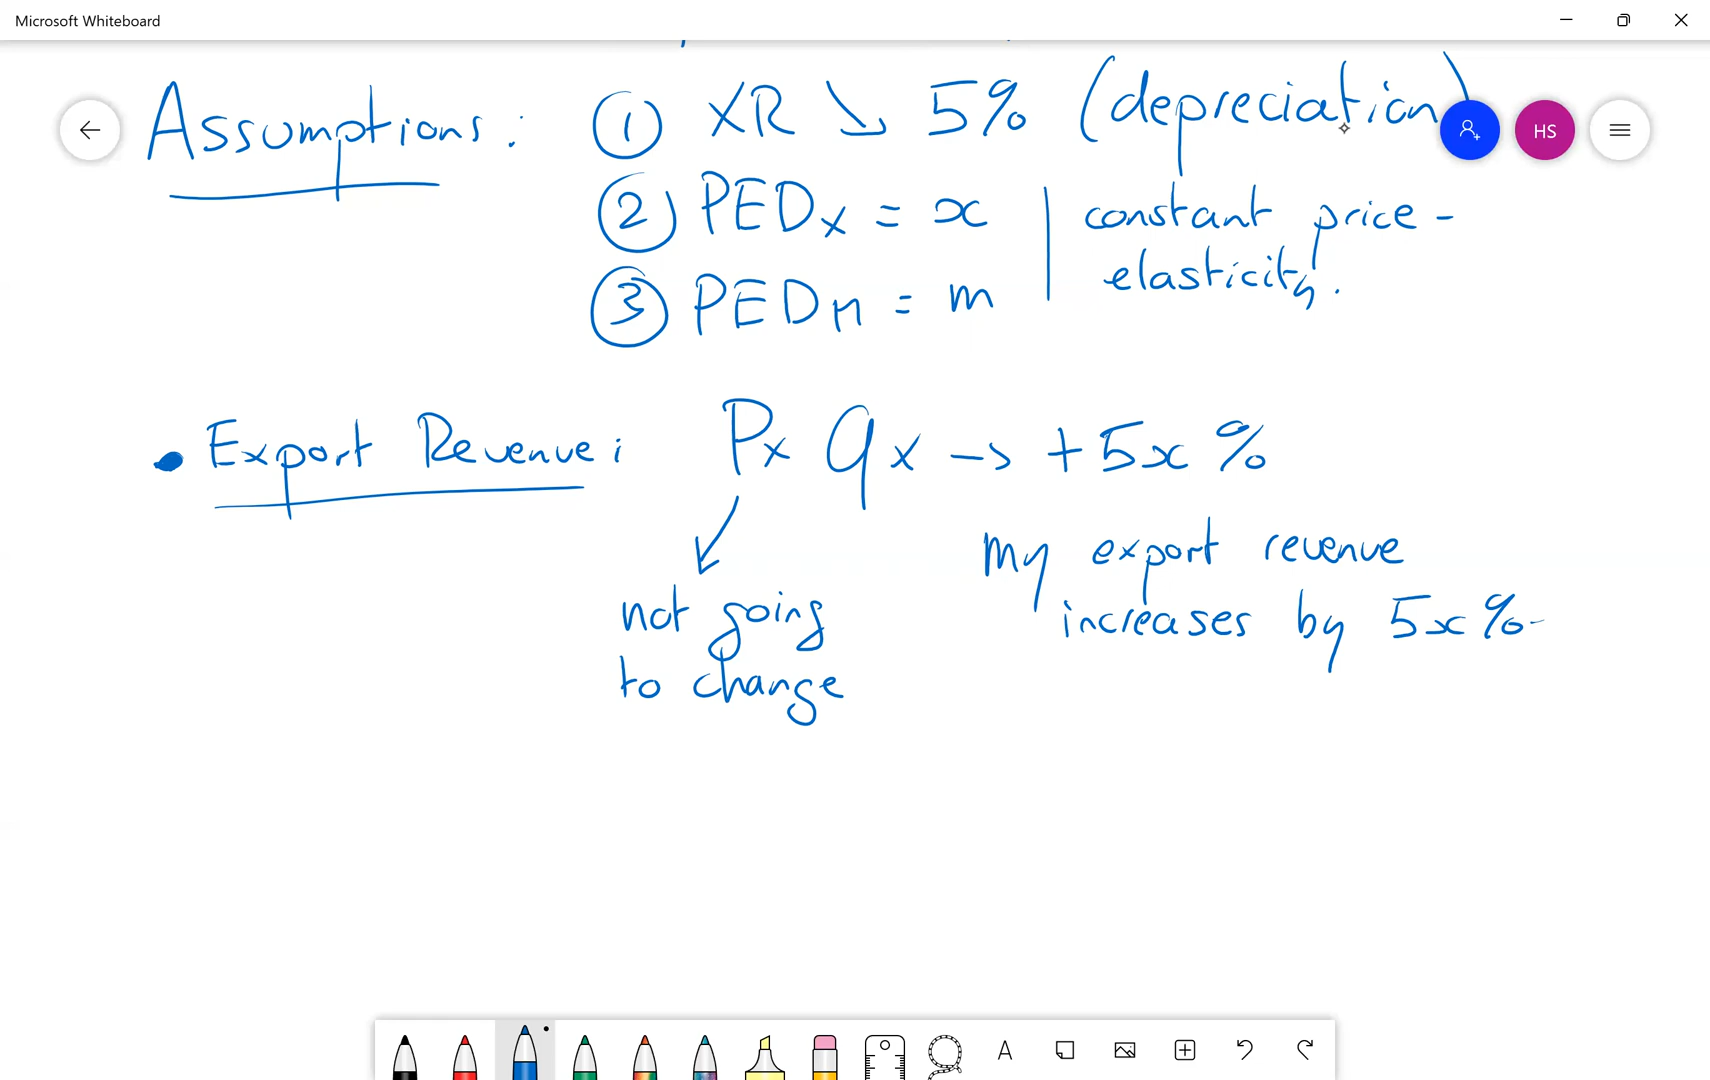 Microsoft Whiteboard
Assumptions: ① XR ↘ 5% (depreciation)
HS
② PEDx = x | constant price-
elasticity.
③ PEDM = m
• Export Revenue: Px Qx → +5x%
my export revenue
increases by 5x%.
not going
to change